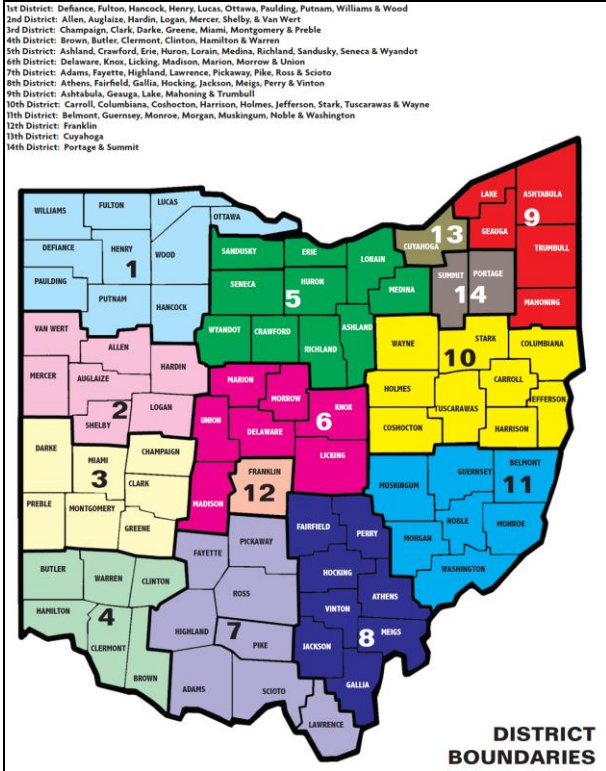 1st District: Defiance, Fulton, Hancock, Henry, Lucas, Ottawa, Paulding, Putnam, Williams & Wood
2nd District: Allen, Auglaize, Hardin, Logan, Mercer, Shelby, & Van Wert
3rd District: Champaign, Clark, Darke, Greene, Miami, Montgomery & Preble
4th District: Brown, Butler, Clermont, Clinton, Hamilton & Warren
5th District: Ashland, Crawford, Erie, Huron, Lorain, Medina, Richland, Sandusky, Seneca & Wyandot
6th District: Delaware, Knox, Licking, Madison, Marion, Morrow & Union
7th District: Adams, Fayette, Highland, Lawrence, Pickaway, Pike, Ross & Scioto
8th District: Athens, Fairfield, Gallia, Hocking, Jackson, Meigs, Perry & Vinton
9th District: Ashtabula, Geauga, Lake, Mahoning & Trumbull
10th District: Carroll, Columbiana, Coshocton, Harrison, Holmes, Jefferson, Stark, Tuscarawas & Wayne
11th District: Belmont, Guernsey, Monroe, Morgan, Muskingum, Noble & Washington
12th District: Franklin
13th District: Cuyahoga
14th District: Portage & Summit
WILLIAMS
FULTON
LUCAS
OTTAWA
DEFIANCE
HENRY
WOOD
1
PAULDING
PUTNAM
HANCOCK
SANDUSKY
ERIE
LORAIN
SENECA
HURON
MEDINA
5
WYANDOT
CRAWFORD
RICHLAND
ASHLAND
CUYAHOGA
13
LAKE
ASHTABULA
GEAUGA
9
TRUMBULL
MAHONING
SUMMIT
PORTAGE
14
VAN WERT
ALLEN
HARDIN
MERCER
AUGLAIZE
2
LOGAN
SHELBY
MARION
MORROW
KNOX
6
UNION
DELAWARE
LICKING
MADISON
WAYNE
STARK
COLUMBIANA
10
HOLMES
CARROLL
JEFFERSON
TUSCARAWAS
COSHOCTON
HARRISON
DARKE
MIAMI
CHAMPAIGN
3
CLARK
PREBLE
MONTGOMERY
GREENE
FRANKLIN
12
MUSKINGUM
GUERNSEY
BELMONT
11
NOBLE
MONROE
MORGAN
WASHINGTON
BUTLER
WARREN
CLINTON
HAMILTON
4
CLERMONT
BROWN
FAYETTE
PICKAWAY
ROSS
HIGHLAND
7
PIKE
ADAMS
SCIOTO
LAWRENCE
FAIRFIELD
PERRY
HOCKING
VINTON
ATHENS
8
MEIGS
JACKSON
GALLIA
DISTRICT
BOUNDARIES